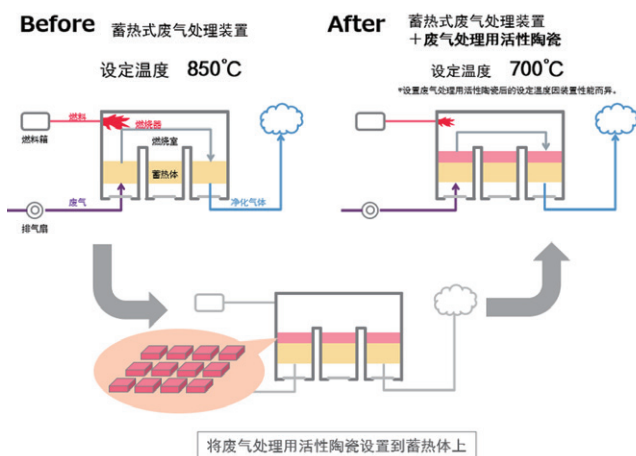 Before 蓄热式废气处理装置
设定温度 850℃
After 蓄热式废气处理装置
＋废气处理用活性陶瓷
设定温度 700℃
*设置废气处理用活性陶瓷后的设定温度因装置性能而异。
燃料
燃烧器
燃料箱
燃烧室
蓄热体
废气
净化气体
排气扇
将废气处理用活性陶瓷设置到蓄热体上